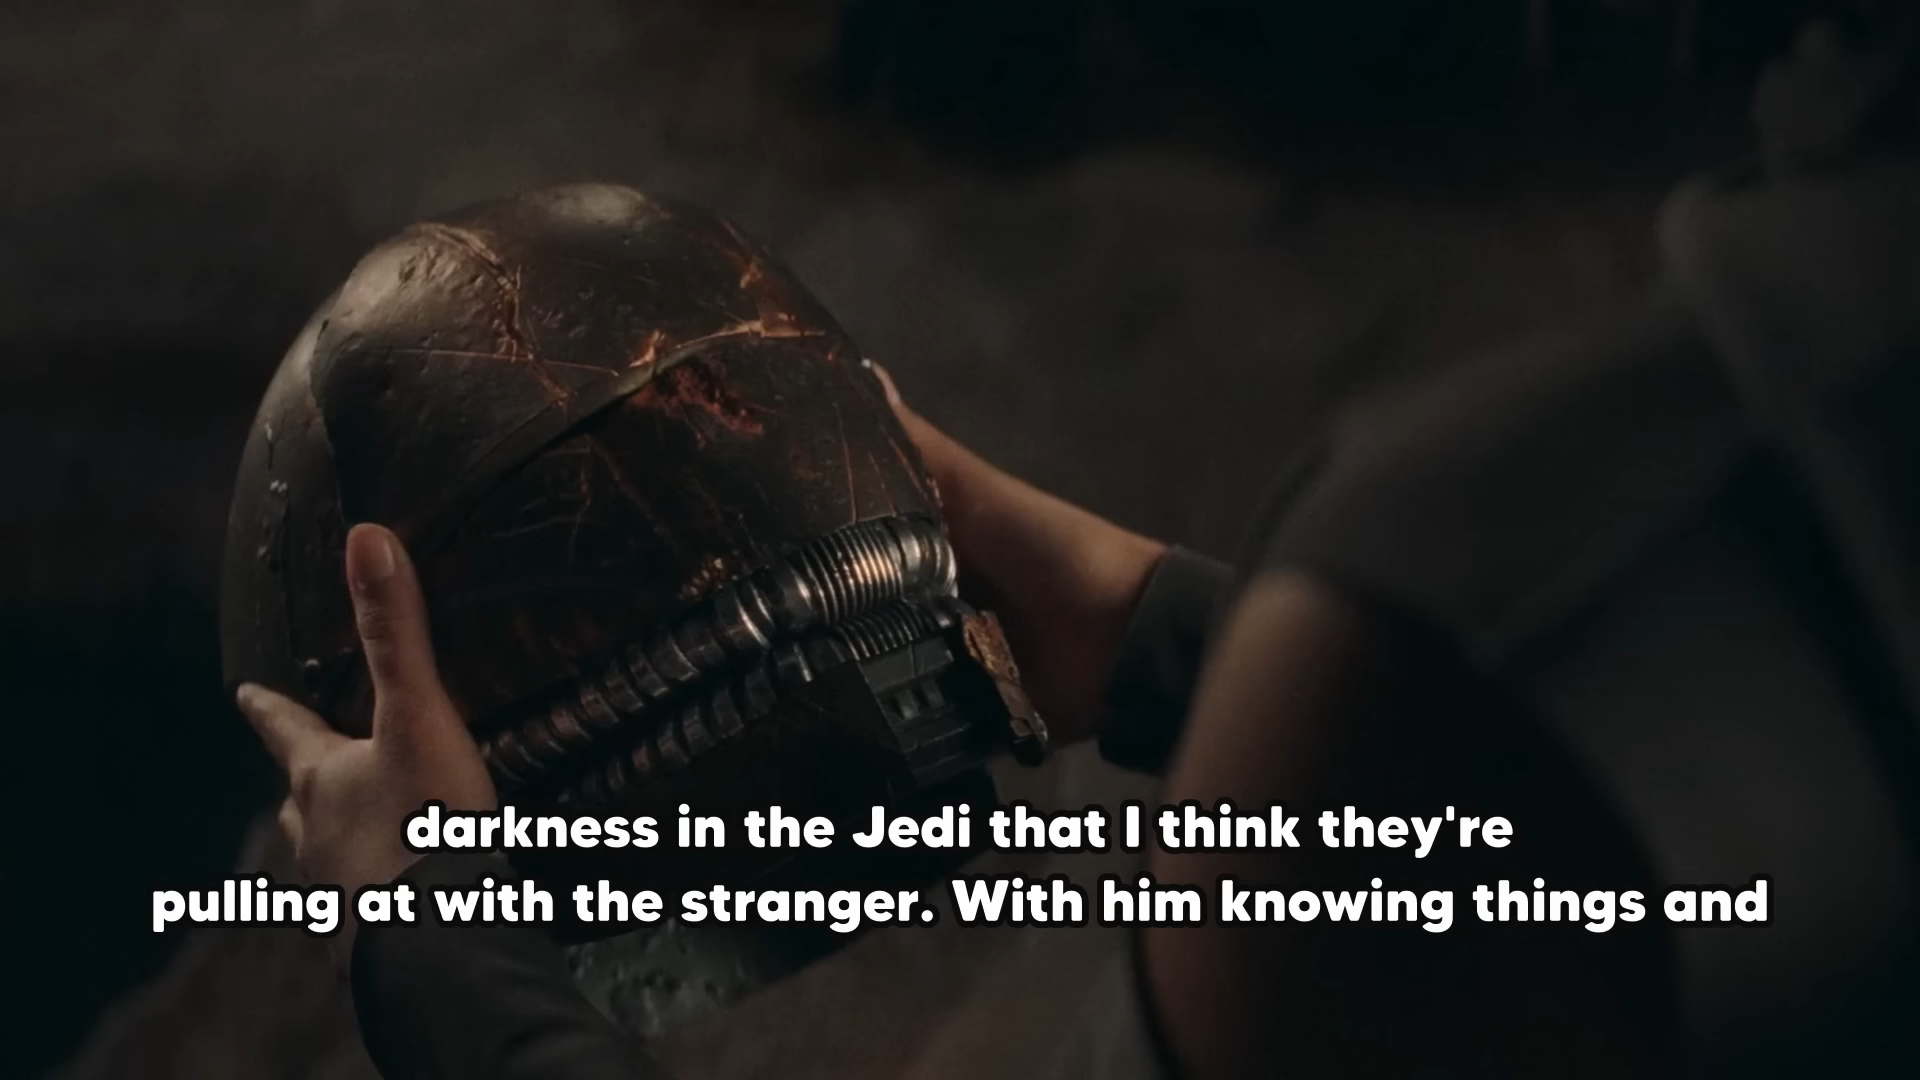 darkness in the Jedi that I think they're
pulling at with the stranger. With him knowing things and